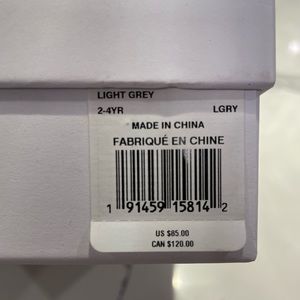 LIGHT GREY
2-4YR LGRY
MADE IN CHINA
FABRIQUÉ EN CHINE
1 91459 15814 2
US $85.00
CAN $120.00